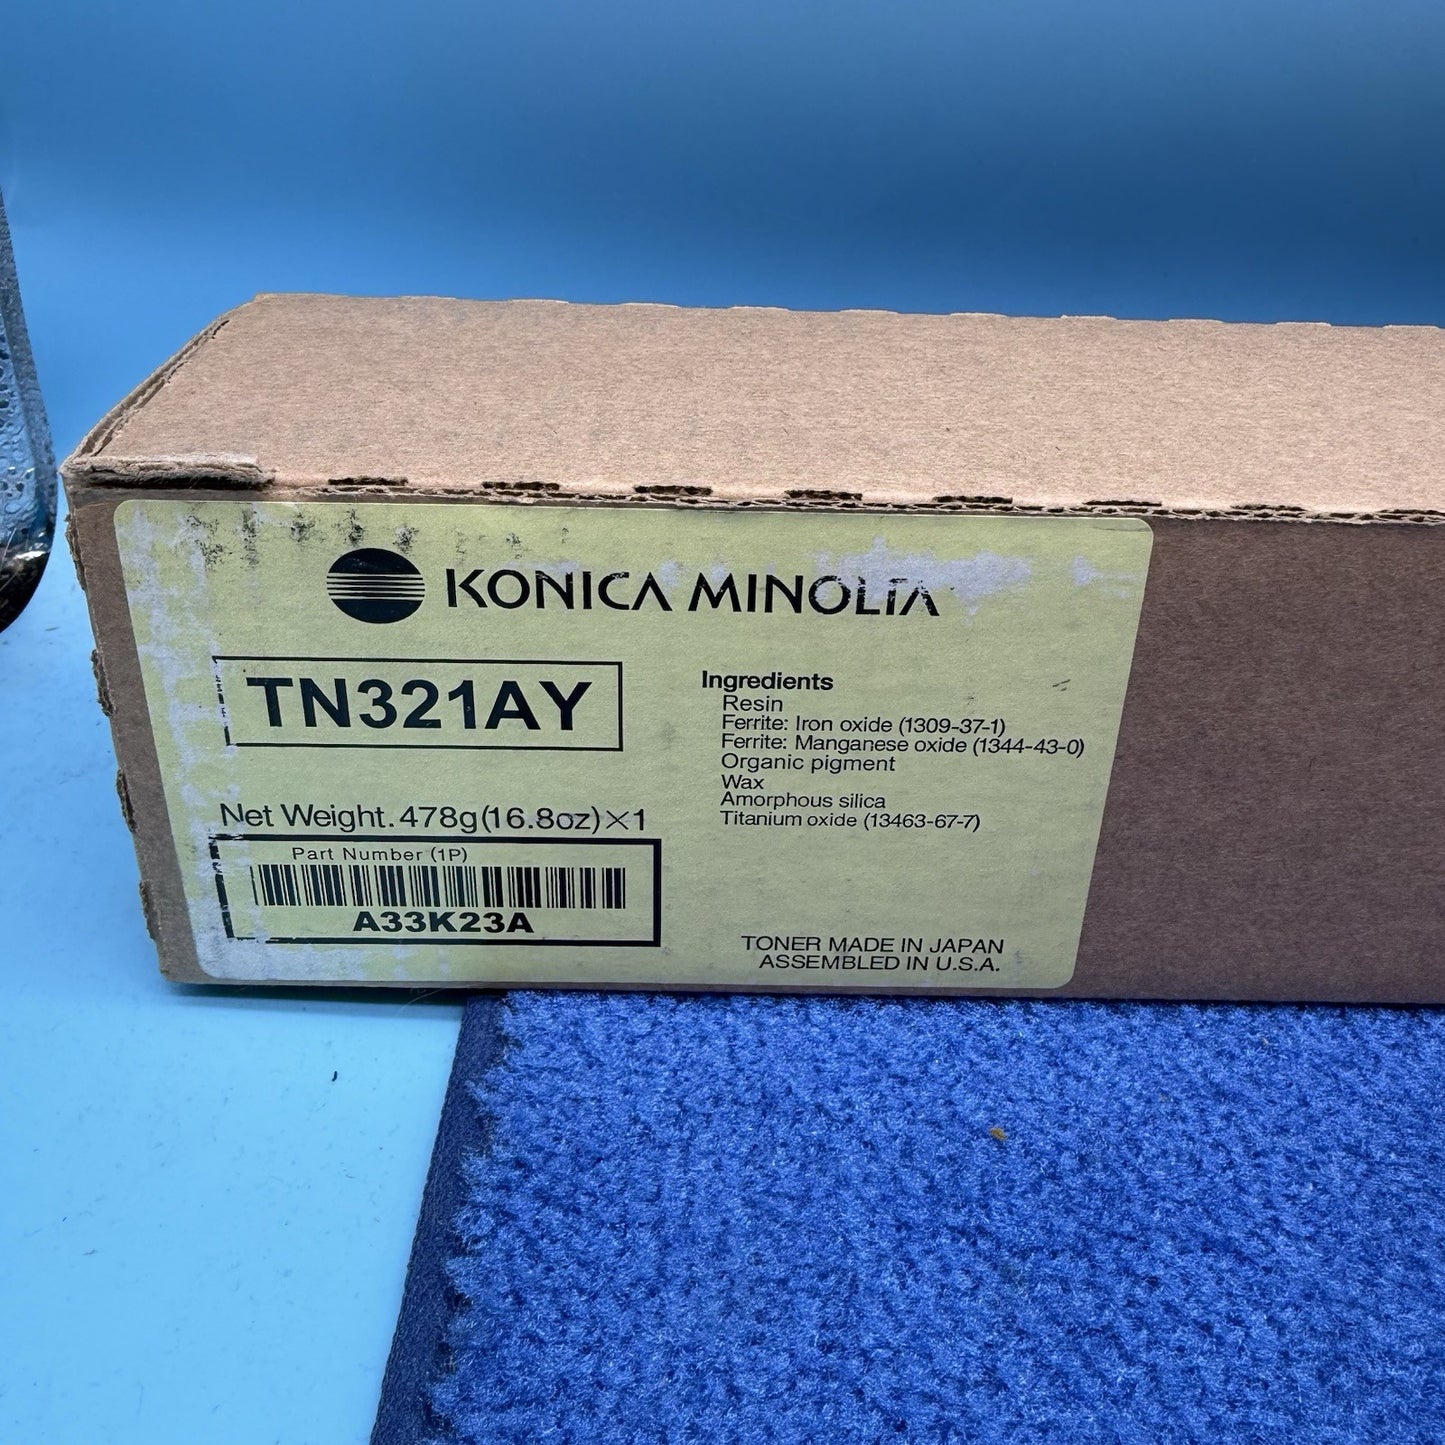 KONICA MINOLTA
TN321AY
Net Weight. 478g(16.8oz)×1
Part Number (1P)
A33K23A
Ingredients
Resin
Ferrite: Iron oxide (1309-37-1)
Ferrite: Manganese oxide (1344-43-0)
Organic pigment
Wax
Amorphous silica
Titanium oxide (13463-67-7)
TONER MADE IN JAPAN
ASSEMBLED IN U.S.A.